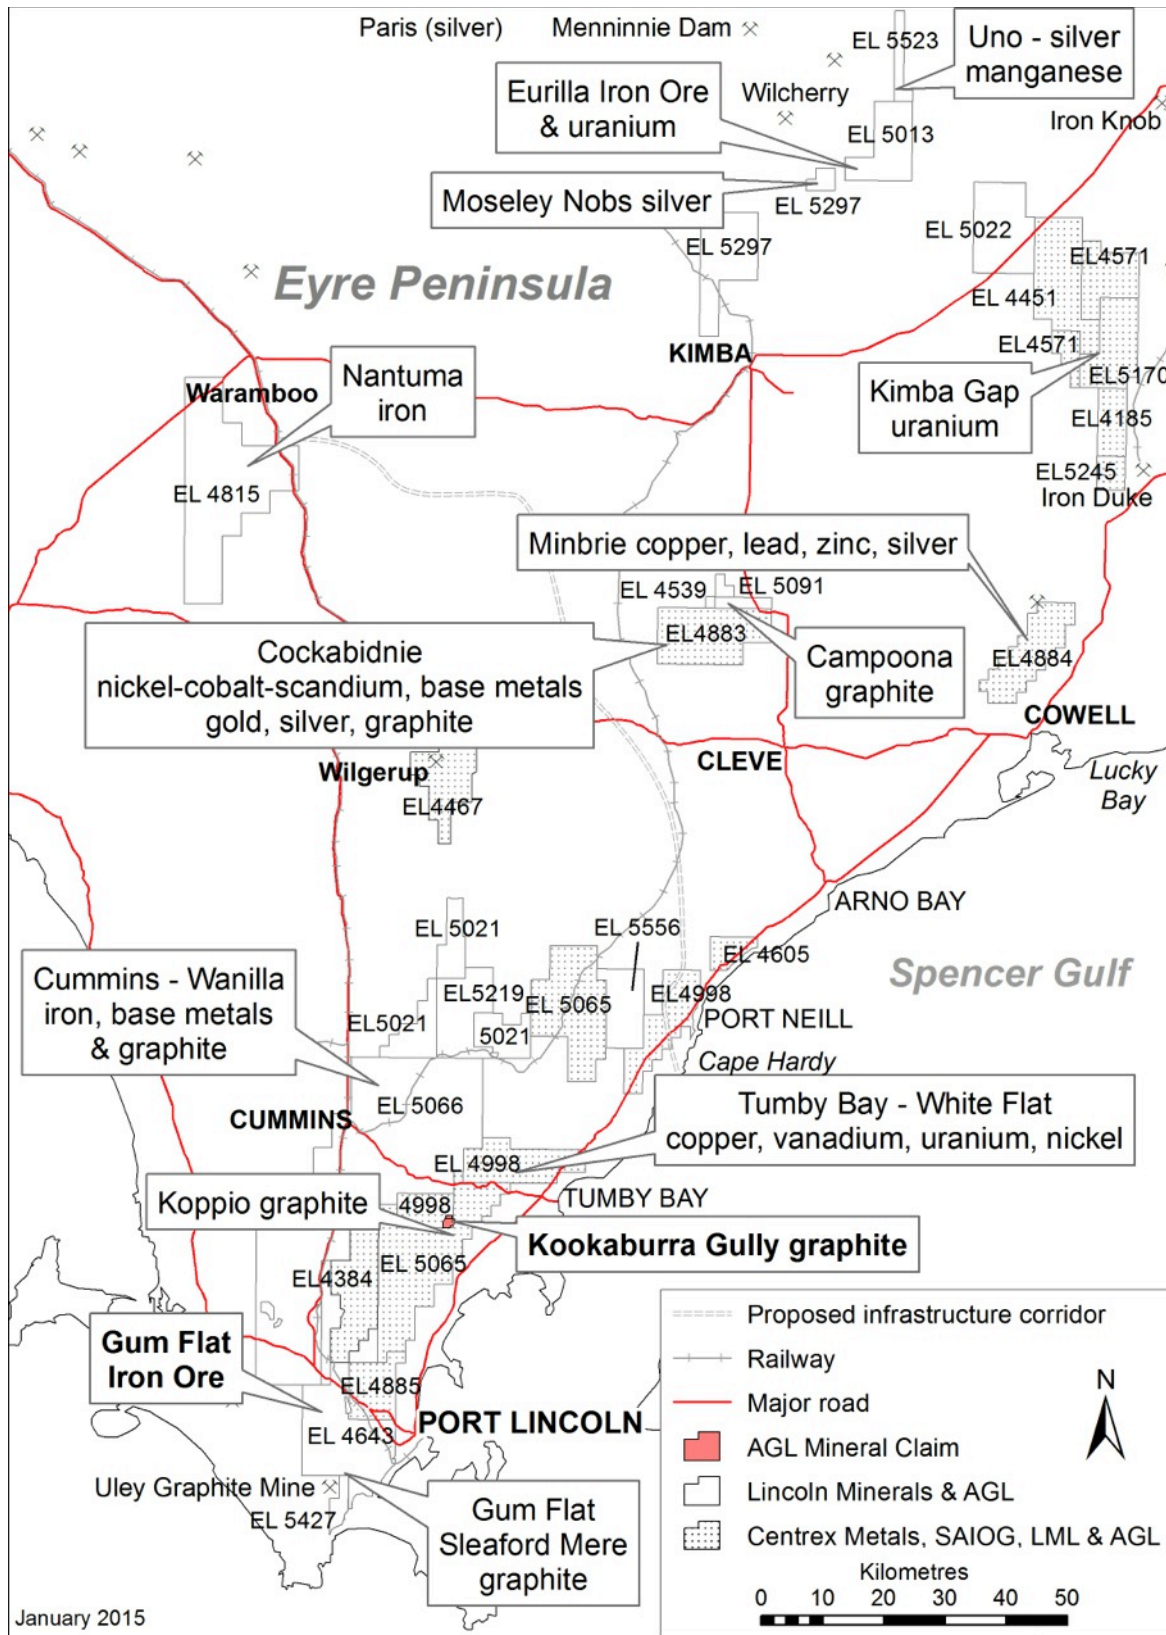 Paris (silver)
Menninnie Dam
EL 5523
Uno - silver
manganese
Eurilla Iron Ore
& uranium
Wilcherry
EL 5013
Iron Knob
Moseley Nobs silver
EL 5297
EL 5297
EL 5022
EL4571
Eyre Peninsula
EL 4451
KIMBA
EL4571
EL5170
Warramboo
Nantuma
iron
Kimba Gap
uranium
EL4185
EL 4815
EL5245
Iron Duke
Minbrie copper, lead, zinc, silver
EL 4539
EL 5091
EL4883
Cockabidnie
nickel-cobalt-scandium, base metals
gold, silver, graphite
Campoona
graphite
EL4884
COWELL
CLEVE
Wilgerup
Lucky
Bay
EL4467
ARNO BAY
EL 5021
EL 5556
EL 4605
Cummins - Wanilla
iron, base metals
& graphite
Spencer Gulf
EL5219
EL 5065
EL4998
EL5021
5021
PORT NEILL
Cape Hardy
EL 5066
CUMMINS
Tumby Bay - White Flat
copper, vanadium, uranium, nickel
EL 4998
Koppio graphite
4998
TUMBY BAY
Kookaburra Gully graphite
EL4384
EL 5065
Gum Flat
Iron Ore
EL4885
PORT LINCOLN
EL 4643
Uley Graphite Mine
EL 5427
Gum Flat
Sleaford Mere
graphite
Proposed infrastructure corridor
Railway
Major road
N
AGL Mineral Claim
Lincoln Minerals & AGL
Centrex Metals, SAIOG, LML & AGL
Kilometres
0 10 20 30 40 50
January 2015